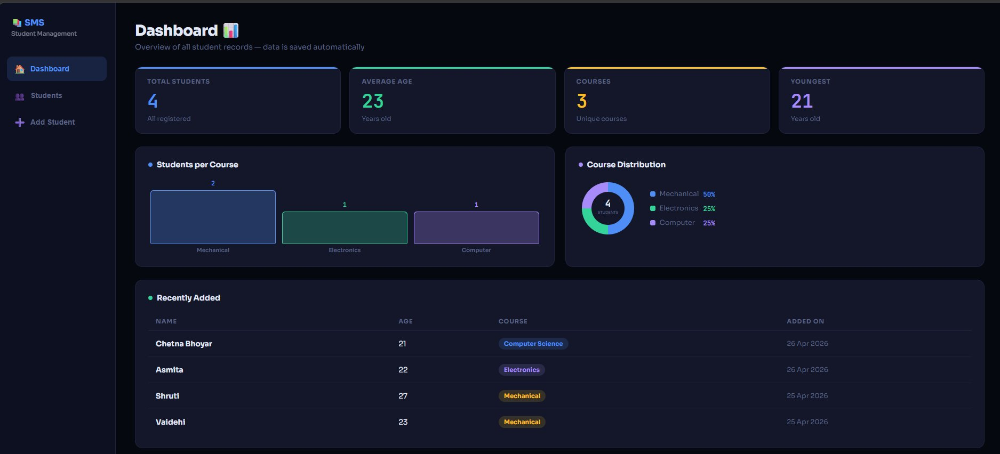 SMS
Student Management
Dashboard
Students
Add Student
Dashboard
Overview of all student records — data is saved automatically
TOTAL STUDENTS
4
All registered
AVERAGE AGE
23
Years old
COURSES
3
Unique courses
YOUNGEST
21
Years old
Students per Course
2
1
1
Mechanical
Electronics
Computer
Course Distribution
4
STUDENTS
Mechanical 50%
Electronics 25%
Computer 25%
Recently Added
NAME AGE COURSE ADDED ON
Chetna Bhoyar 21 Computer Science 26 Apr 2026
Asmita 22 Electronics 26 Apr 2026
Shruti 27 Mechanical 25 Apr 2026
Vaidehi 23 Mechanical 25 Apr 2026